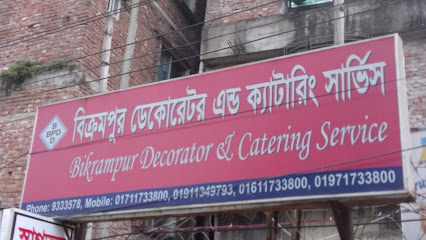 B
BPD
D
বিক্রমপুর ডেকোরেটর এন্ড ক্যাটারিং সার্ভিস
Bikrampur Decorator & Catering Service
Phone: 9333578, Mobile: 01711733800, 01911349793, 01611733800, 01971733800